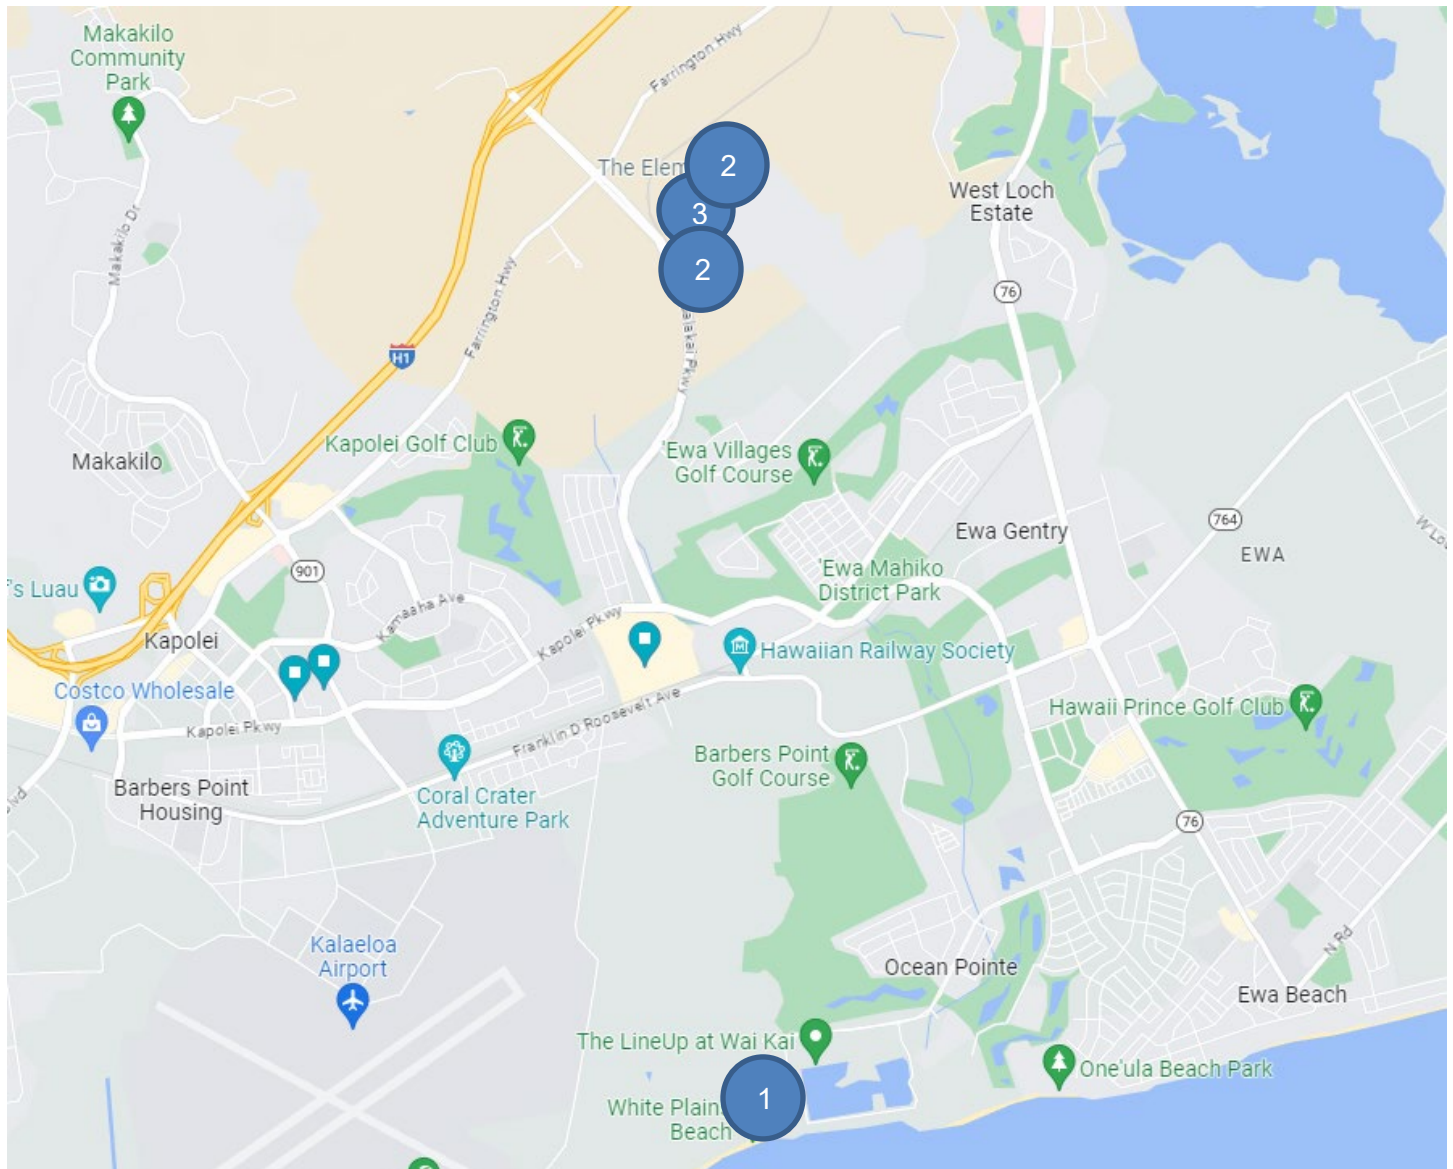 Makakilo
Community
Park
Farrington Hwy
The Elem
2
3
2
West Loch
Estate
76
Makakilo Dr
Farrington Hwy
H1
alakai Pkwy
Kapolei Golf Club
'Ewa Villages
Golf Course
Makakilo
764
Ewa Gentry
EWA
901
'Ewa Mahiko
District Park
's Luau
Kamaaha Ave
Kapolei
Kapolei Pkwy
Hawaiian Railway Society
Costco Wholesale
Kapolei Pkwy
Franklin D Roosevelt Ave
Hawaii Prince Golf Club
Barbers Point
Golf Course
Barbers Point
Housing
Coral Crater
Adventure Park
76
Kalaeloa
Airport
N Rd
Ocean Pointe
Ewa Beach
The LineUp at Wai Kai
One'ula Beach Park
White Plains
Beach
1